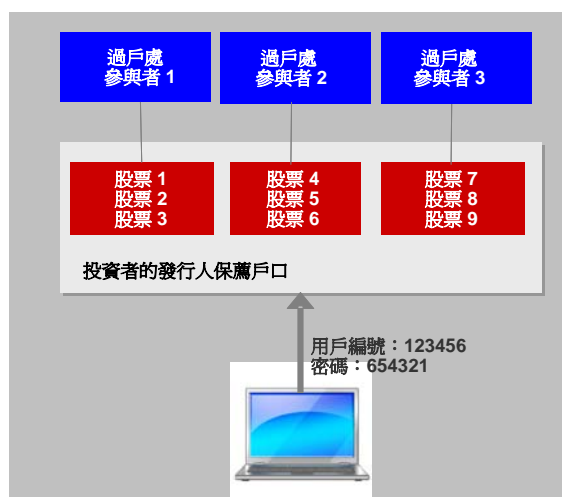 過戶處
參與者 1
過戶處
參與者 2
過戶處
參與者 3
股票 1
股票 2
股票 3
股票 4
股票 5
股票 6
股票 7
股票 8
股票 9
投資者的發行人保薦戶口
用戶編號：123456
密碼：654321